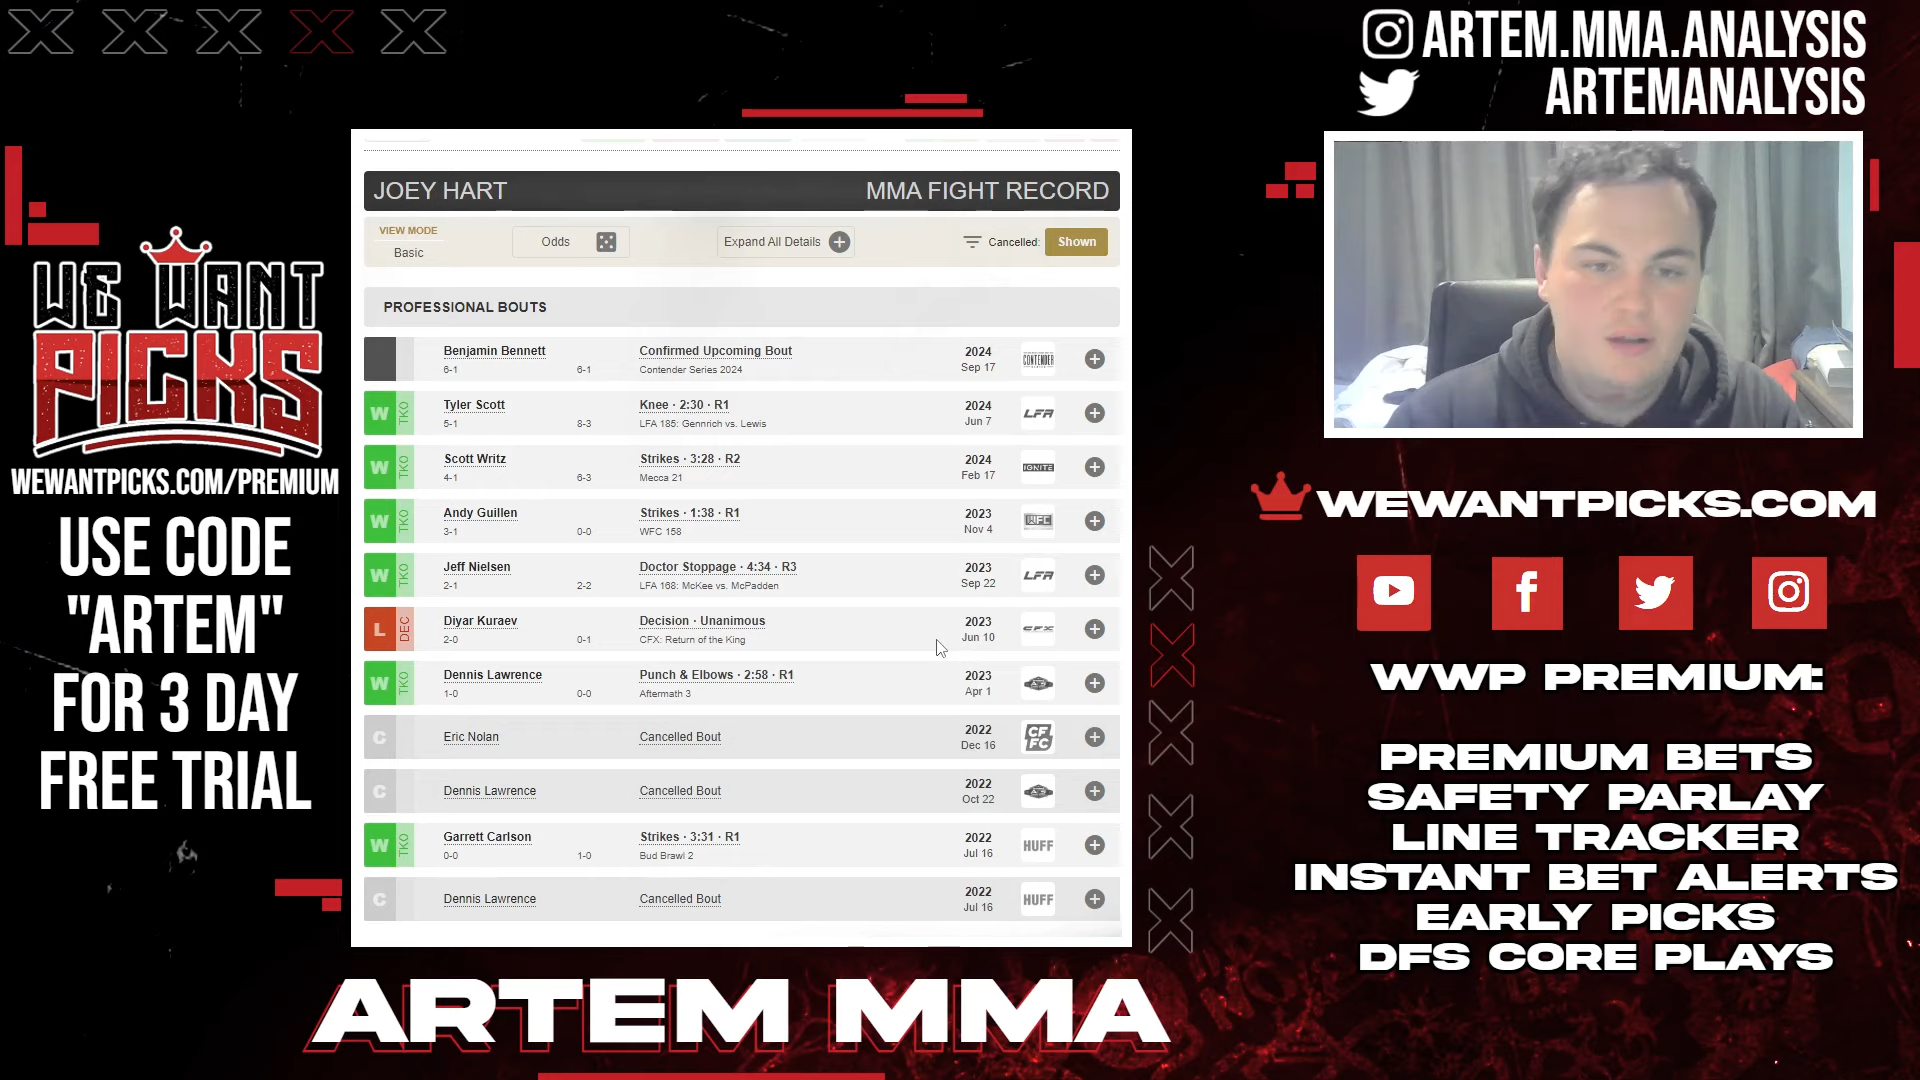 ARTEM.MMA.ANALYSIS
ARTEMANALYSIS
WE WANT
PICKS
WEWANTPICKS.COM/PREMIUM
USE CODE
"ARTEM"
FOR 3 DAY
FREE TRIAL
JOEY HART MMA FIGHT RECORD
VIEW MODE
Basic
Odds
Expand All Details
Cancelled: Shown
PROFESSIONAL BOUTS
Benjamin Bennett Confirmed Upcoming Bout 2024
6-1 6-1 Contender Series 2024 Sep 17
CONTENDER
W TKO Tyler Scott Knee · 2:30 · R1 2024
5-1 8-3 LFA 185: Gennrich vs. Lewis Jun 7
LFA
W TKO Scott Writz Strikes · 3:28 · R2 2024
4-1 6-3 Mecca 21 Feb 17
IGNITE
W TKO Andy Guillen Strikes · 1:38 · R1 2023
3-1 0-0 WFC 158 Nov 4
WFC
W TKO Jeff Nielsen Doctor Stoppage · 4:34 · R3 2023
2-1 2-2 LFA 168: McKee vs. McPadden Sep 22
LFA
L DEC Diyar Kuraev Decision · Unanimous 2023
2-0 0-1 CFX: Return of the King Jun 10
CFX
W TKO Dennis Lawrence Punch & Elbows · 2:58 · R1 2023
1-0 0-0 Aftermath 3 Apr 1
C Eric Nolan Cancelled Bout 2022
Dec 16
CF
FC
C Dennis Lawrence Cancelled Bout 2022
Oct 22
W TKO Garrett Carlson Strikes · 3:31 · R1 2022
0-0 1-0 Bud Brawl 2 Jul 16
HUFF
C Dennis Lawrence Cancelled Bout 2022
Jul 16
HUFF
WEWANTPICKS.COM
WWP PREMIUM:
PREMIUM BETS
SAFETY PARLAY
LINE TRACKER
INSTANT BET ALERTS
EARLY PICKS
DFS CORE PLAYS
ARTEM MMA